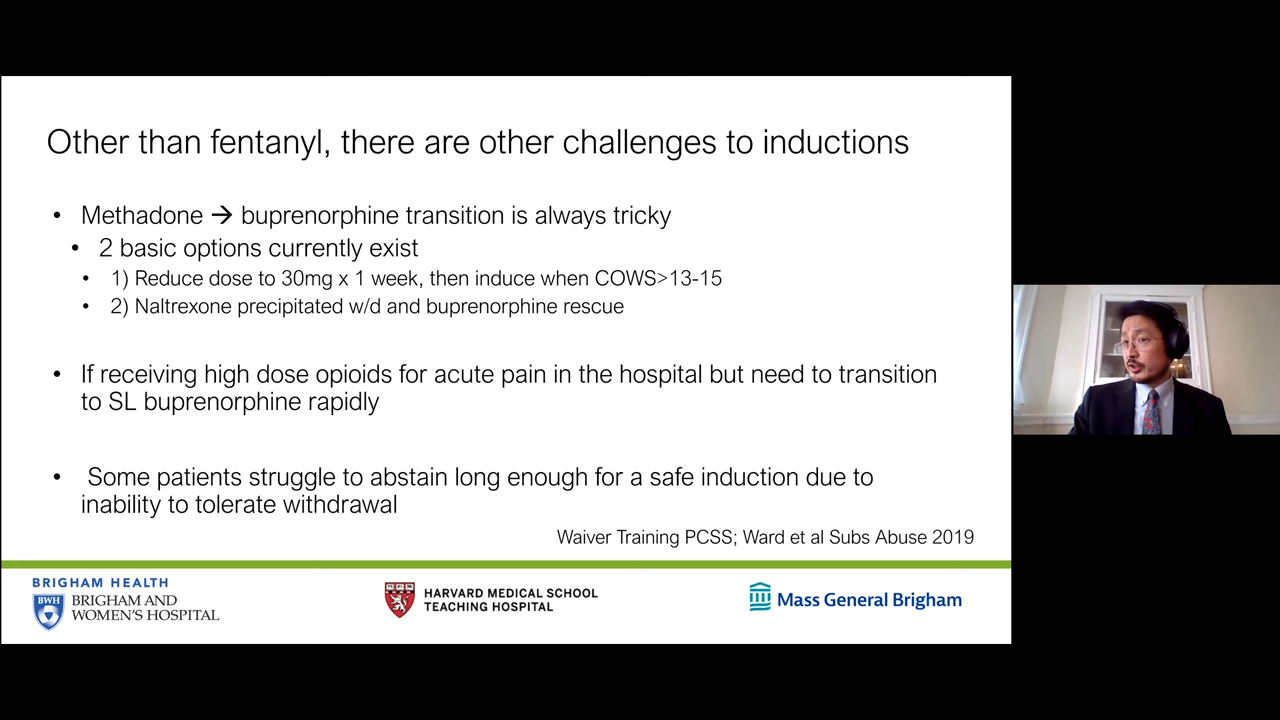 Other than fentanyl, there are other challenges to inductions
• Methadone → buprenorphine transition is always tricky
• 2 basic options currently exist
• 1) Reduce dose to 30mg x 1 week, then induce when COWS>13-15
• 2) Naltrexone precipitated w/d and buprenorphine rescue
• If receiving high dose opioids for acute pain in the hospital but need to transition
to SL buprenorphine rapidly
• Some patients struggle to abstain long enough for a safe induction due to
inability to tolerate withdrawal
Waiver Training PCSS; Ward et al Subs Abuse 2019
BRIGHAM HEALTH
BWH
BRIGHAM AND
WOMEN'S HOSPITAL
HARVARD MEDICAL SCHOOL
TEACHING HOSPITAL
Mass General Brigham